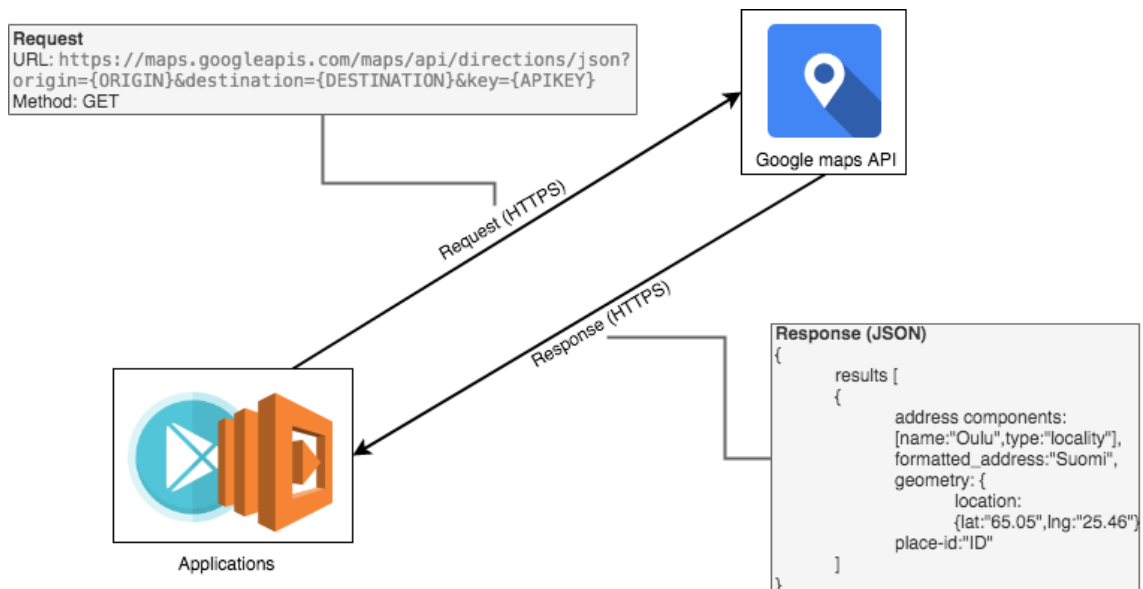 Request
URL: https://maps.googleapis.com/maps/api/directions/json?
origin={ORIGIN}&destination={DESTINATION}&key={APIKEY}
Method: GET
Google maps API
Request (HTTPS)
Response (HTTPS)
Applications
Response (JSON)
{
results [
{
address components:
[name:"Oulu",type:"locality"],
formatted_address:"Suomi",
geometry: {
location:
{lat:"65.05",lng:"25.46"}
place-id:"ID"
]
}